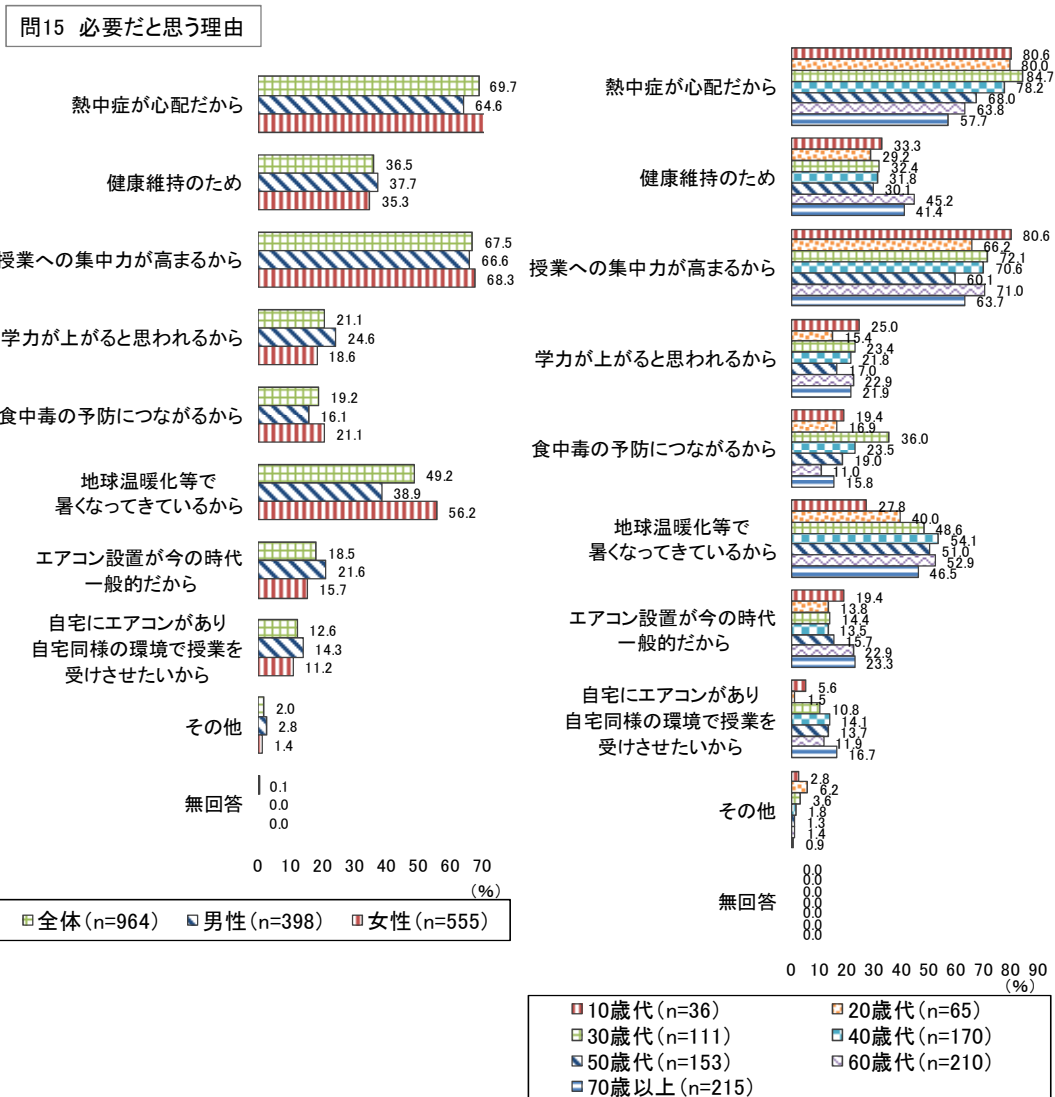 問15 必要だと思う理由
熱中症が心配だから
69.7
64.6
健康維持のため
36.5
37.7
35.3
授業への集中力が高まるから
67.5
66.6
68.3
学力が上がると思われるから
21.1
24.6
18.6
食中毒の予防につながるから
19.2
16.1
21.1
地球温暖化等で
暑くなってきているから
49.2
38.9
56.2
エアコン設置が今の時代
一般的だから
18.5
21.6
15.7
自宅にエアコンがあり
自宅同様の環境で授業を
受けさせたいから
12.6
14.3
11.2
その他
2.0
2.8
1.4
無回答
0.1
0.0
0.0
0 10 20 30 40 50 60 70
(%)
全体(n=964) 男性(n=398) 女性(n=555)
熱中症が心配だから
80.6
80.0
84.7
78.2
68.0
63.8
57.7
健康維持のため
33.3
29.2
32.4
31.8
30.1
45.2
41.4
授業への集中力が高まるから
80.6
66.2
72.1
70.6
60.1
71.0
63.7
学力が上がると思われるから
25.0
15.4
23.4
21.8
17.0
22.9
21.9
食中毒の予防につながるから
19.4
16.9
36.0
23.5
19.0
11.0
15.8
地球温暖化等で
暑くなってきているから
27.8
40.0
48.6
54.1
51.0
52.9
46.5
エアコン設置が今の時代
一般的だから
19.4
13.8
14.4
13.5
15.7
22.9
23.3
自宅にエアコンがあり
自宅同様の環境で授業を
受けさせたいから
5.6
1.5
10.8
14.1
13.7
11.9
16.7
その他
2.8
6.2
3.6
1.8
1.3
1.4
0.9
無回答
0.0
0.0
0.0
0.0
0.0
0.0
0.0
0 10 20 30 40 50 60 70 80 90
(%)
10歳代(n=36) 20歳代(n=65)
30歳代(n=111) 40歳代(n=170)
50歳代(n=153) 60歳代(n=210)
70歳以上(n=215)